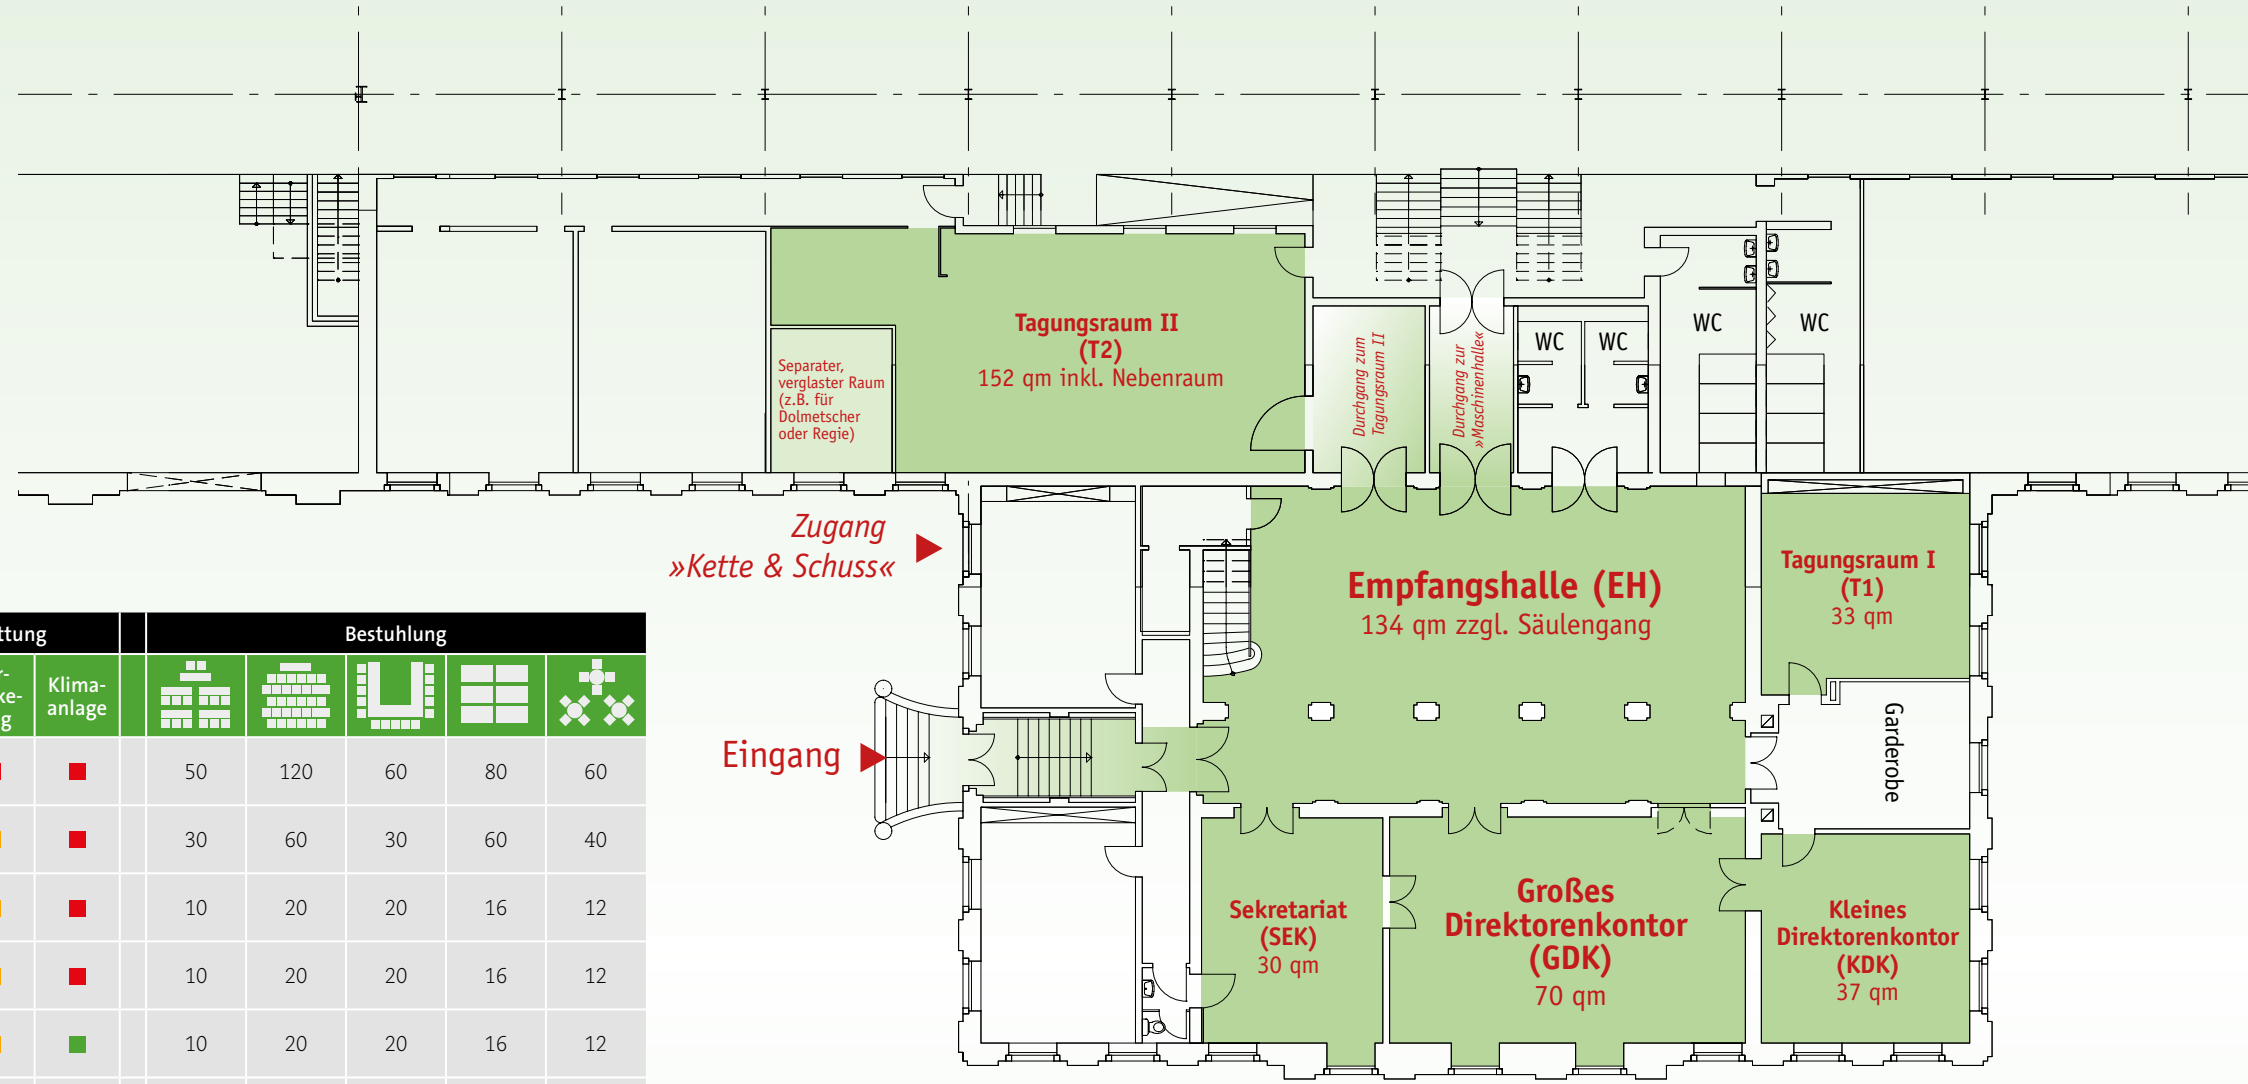 Tagungsraum II
(T2)
152 qm inkl. Nebenraum
Separater,
verglaster Raum
(z.B. für
Dolmetscher
oder Regie)
Durchgang zum
Tagungsraum II
Durchgang zur
»Maschinenhalle«
WC
WC
WC
WC
Zugang
»Kette & Schuss«
Eingang
Empfangshalle (EH)
134 qm zzgl. Säulengang
Tagungsraum I
(T1)
33 qm
Garderobe
Sekretariat
(SEK)
30 qm
Großes
Direktorenkontor
(GDK)
70 qm
Kleines
Direktorenkontor
(KDK)
37 qm
ttung
Bestuhlung
r-
ke-
g
Klima-
anlage
50 120 60 80 60
30 60 30 60 40
10 20 20 16 12
10 20 20 16 12
10 20 20 16 12